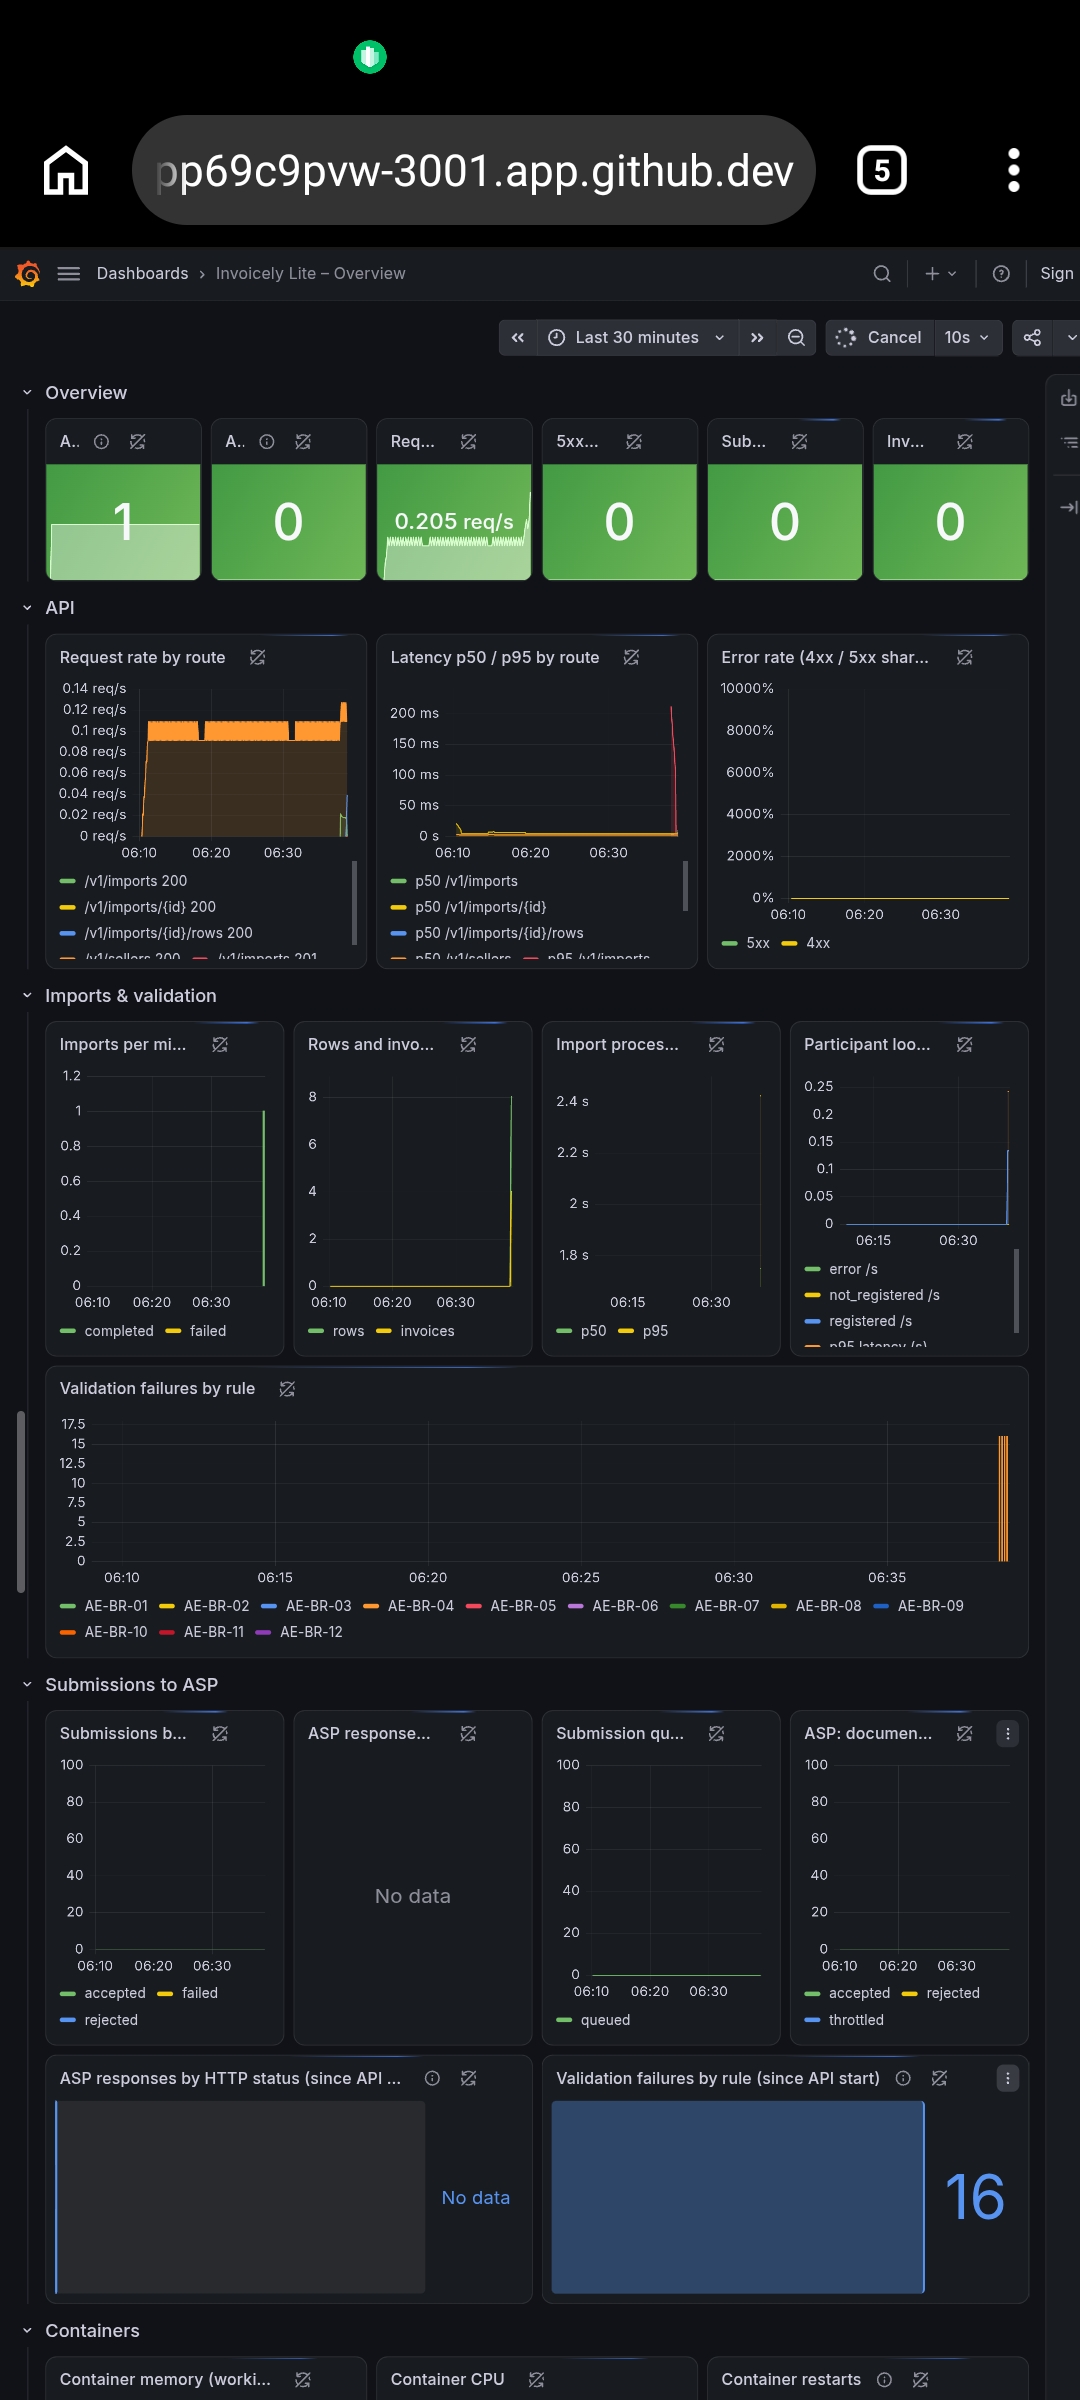 pp69c9pvw-3001.app.github.dev
5
Dashboards › Invoicely Lite – Overview
Sign
Last 30 minutes
Cancel
10s
Overview
A..
A..
Req...
5xx...
Sub...
Inv...
1
0
0.205 req/s
0
0
0
API
Request rate by route
0.14 req/s
0.12 req/s
0.1 req/s
0.08 req/s
0.06 req/s
0.04 req/s
0.02 req/s
0 req/s
06:10 06:20 06:30
/v1/imports 200
/v1/imports/{id} 200
/v1/imports/{id}/rows 200
/v1/sellers 200 /v1/imports 201
Latency p50 / p95 by route
200 ms
150 ms
100 ms
50 ms
0 s
06:10 06:20 06:30
p50 /v1/imports
p50 /v1/imports/{id}
p50 /v1/imports/{id}/rows
p50 /v1/sellers p95 /v1/imports
Error rate (4xx / 5xx shar...
10000%
8000%
6000%
4000%
2000%
0%
06:10 06:20 06:30
5xx 4xx
Imports & validation
Imports per mi...
1.2
1
0.8
0.6
0.4
0.2
0
06:10 06:20 06:30
completed failed
Rows and invo...
8
6
4
2
0
06:10 06:20 06:30
rows invoices
Import proces...
2.4 s
2.2 s
2 s
1.8 s
06:15 06:30
p50 p95
Participant loo...
0.25
0.2
0.15
0.1
0.05
0
06:15 06:30
error /s
not_registered /s
registered /s
p95 latency (s)
Validation failures by rule
17.5
15
12.5
10
7.5
5
2.5
0
06:10 06:15 06:20 06:25 06:30 06:35
AE-BR-01 AE-BR-02 AE-BR-03 AE-BR-04 AE-BR-05 AE-BR-06 AE-BR-07 AE-BR-08 AE-BR-09
AE-BR-10 AE-BR-11 AE-BR-12
Submissions to ASP
Submissions b...
100
80
60
40
20
0
06:10 06:20 06:30
accepted failed
rejected
ASP response...
No data
Submission qu...
100
80
60
40
20
0
06:10 06:20 06:30
queued
ASP: documen...
100
80
60
40
20
0
06:10 06:20 06:30
accepted rejected
throttled
ASP responses by HTTP status (since API ...
No data
Validation failures by rule (since API start)
16
Containers
Container memory (worki...
Container CPU
Container restarts